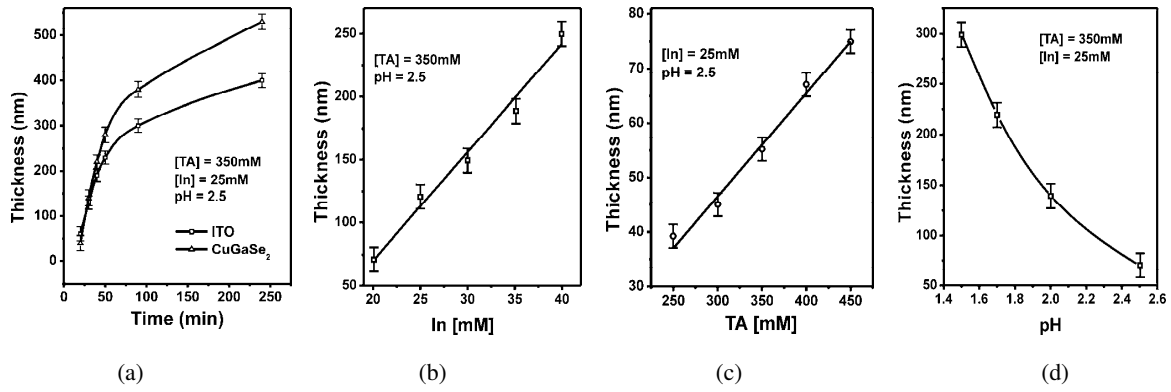 Thickness (nm)
500
400
300
200
100
0
[TA] = 350mM
[In] = 25mM
pH = 2.5
ITO
CuGaSe2
0 50 100 150 200 250
Time (min)
(a)
Thickness (nm)
250
200
150
100
50
[TA] = 350mM
pH = 2.5
20 25 30 35 40
In [mM]
(b)
Thickness (nm)
80
70
60
50
40
30
[In] = 25mM
pH = 2.5
250 300 350 400 450
TA [mM]
(c)
Thickness (nm)
300
250
200
150
100
50
[TA] = 350mM
[In] = 25mM
1.4 1.6 1.8 2.0 2.2 2.4 2.6
pH
(d)